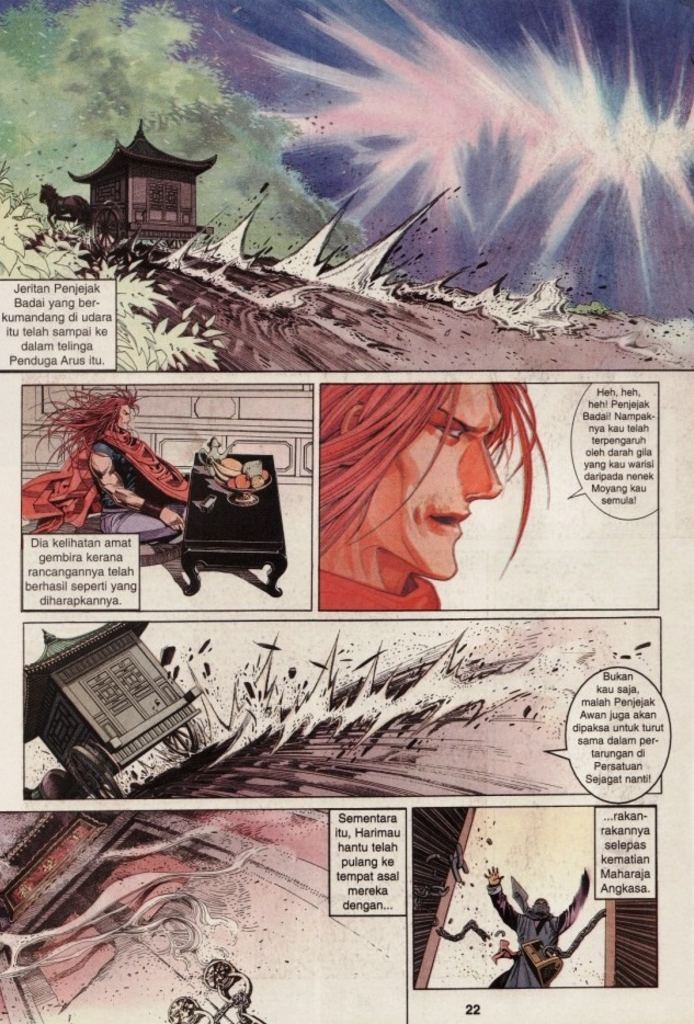 Jeritan Penjejak
Badai yang ber-
kumandang di udara
itu telah sampai ke
dalam telinga
Penduga Arus itu.
Dia kelihatan amat
gembira kerana
rancangannya telah
berhasil seperti yang
diharapkannya.
Heh, heh,
heh! Penjejak
Badai! Nampak-
nya kau telah
terpengaruh
oleh darah gila
yang kau warisi
daripada nenek
Moyang kau
semula!
Bukan
kau saja,
malah Penjejak
Awan juga akan
dipaksa untuk turut
sama dalam per-
tarungan di
Persatuan
Sejagat nanti!
Sementara
itu, Harimau
hantu telah
pulang ke
tempat asal
mereka
dengan...
...rakan-
rakannya
selepas
kematian
Maharaja
Angkasa.
22